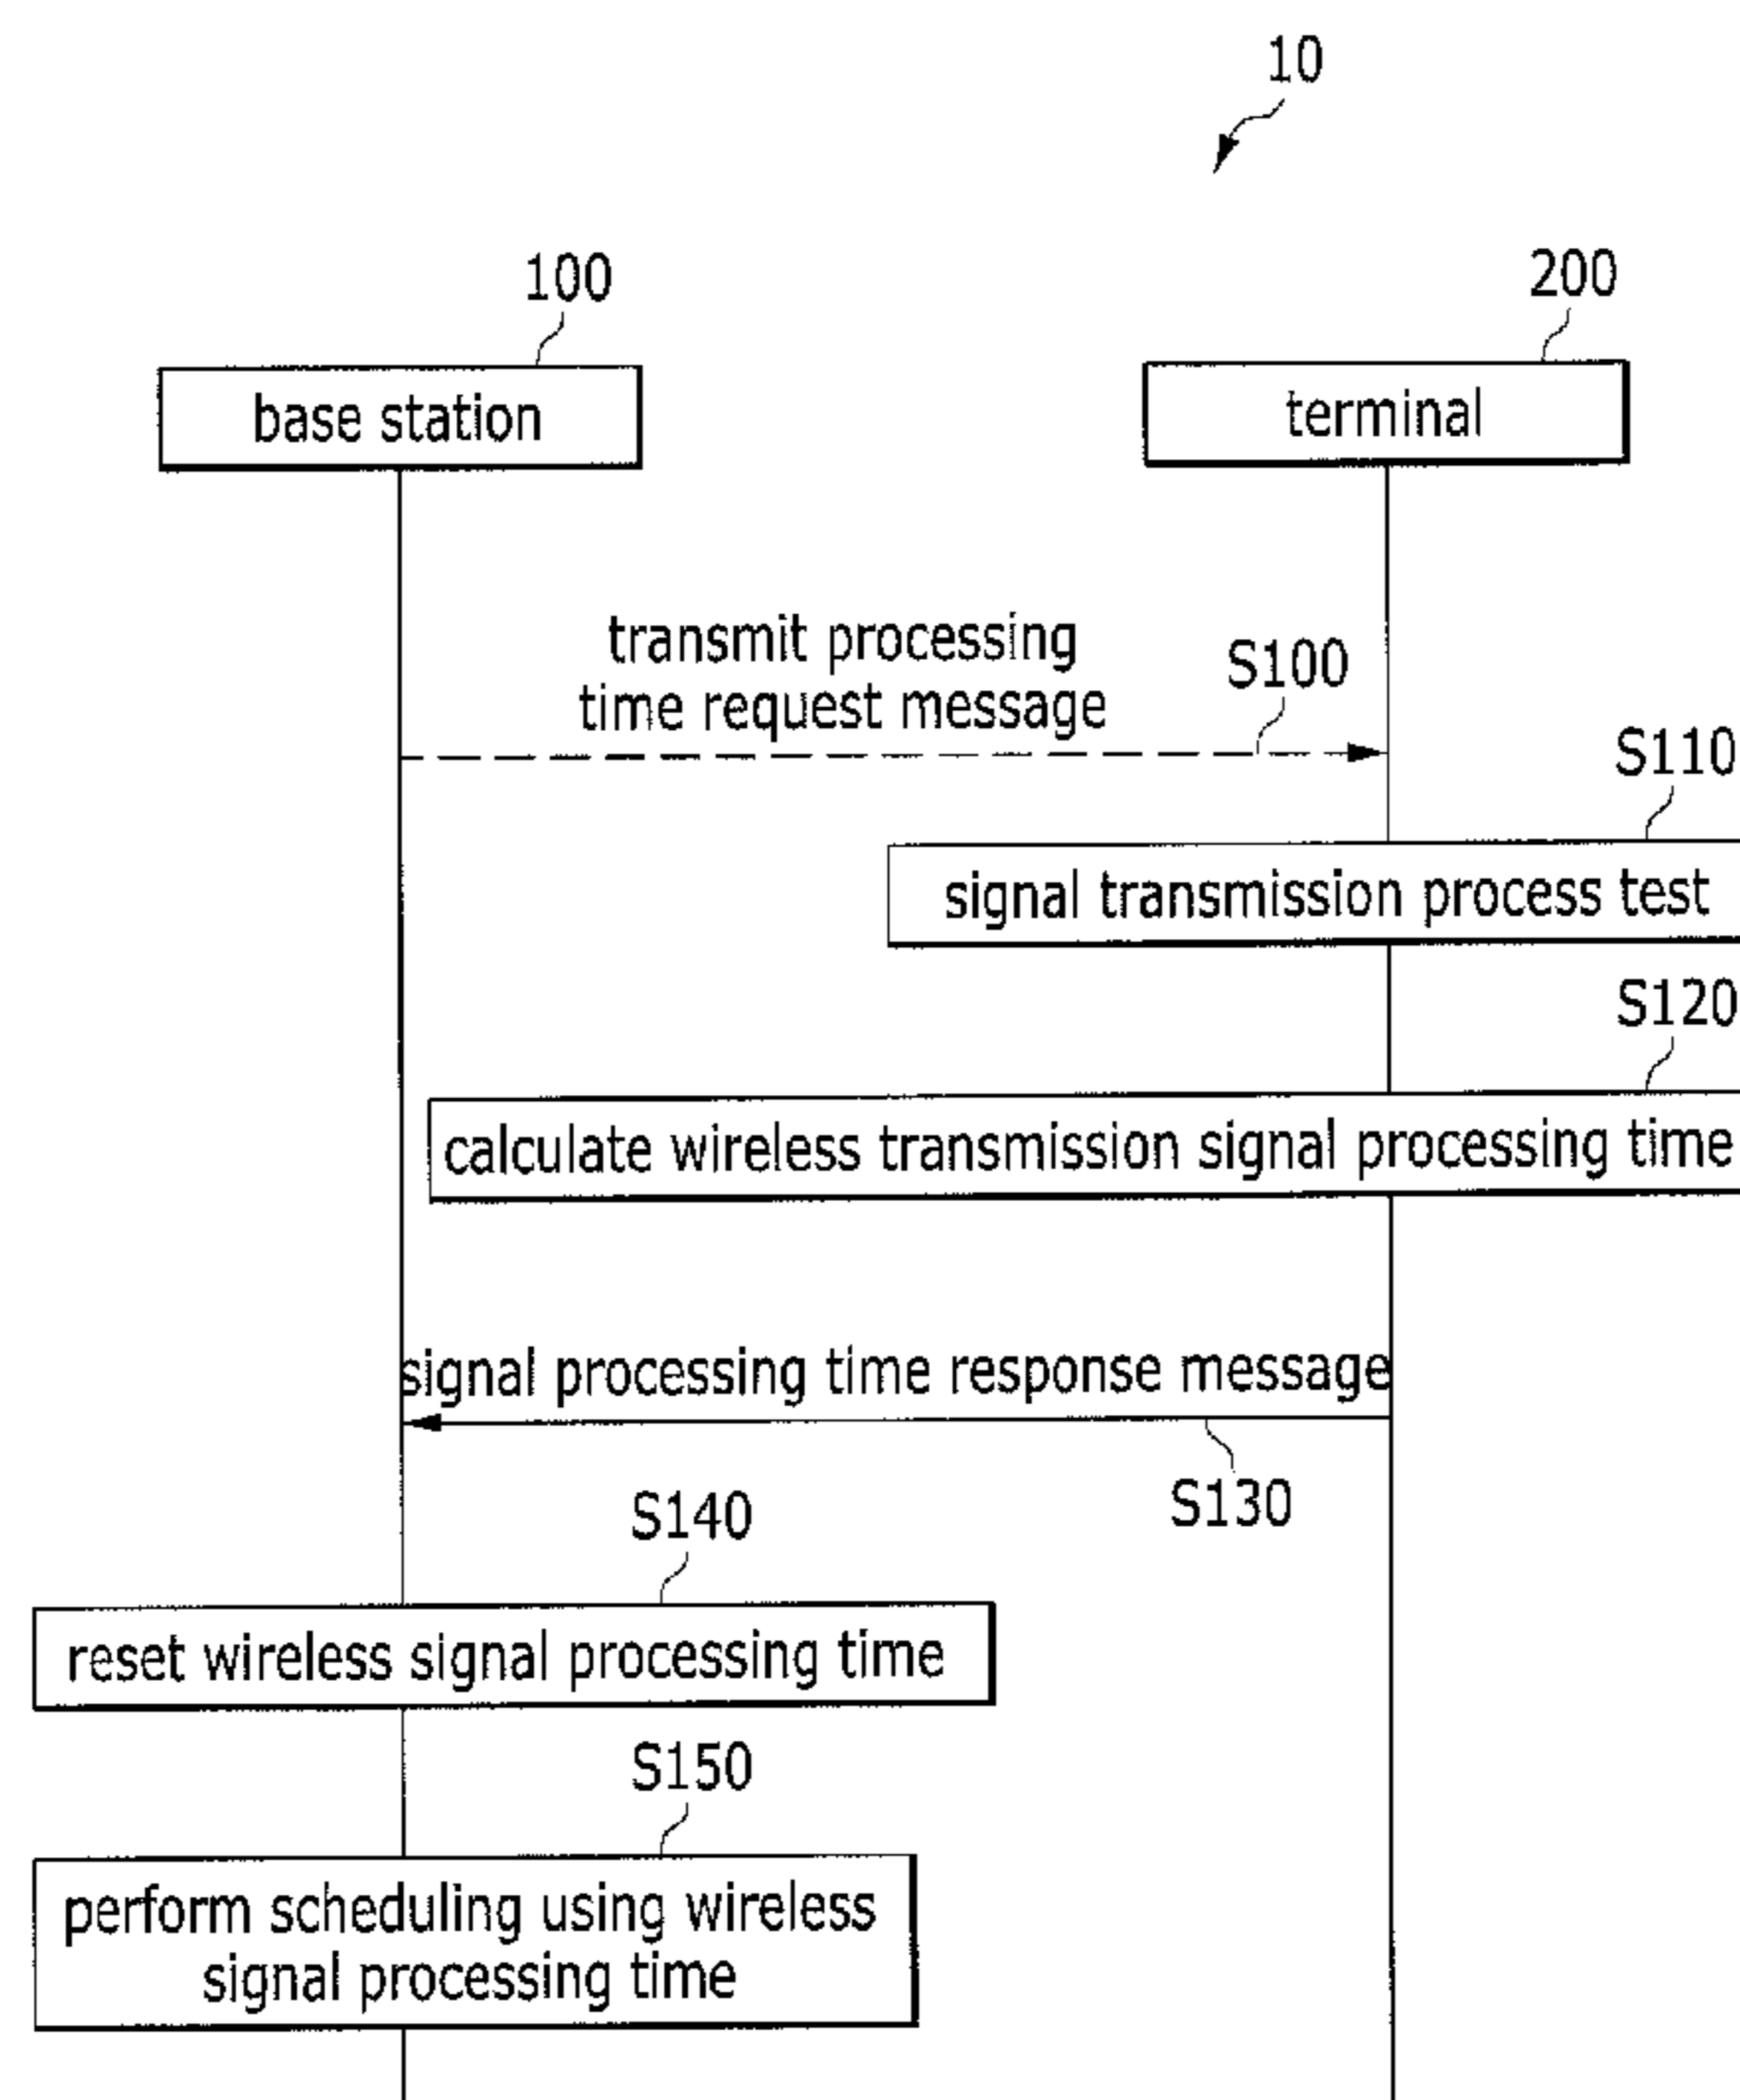 10
100
200
base station
terminal
transmit processing
time request message
S100
S110
signal transmission process test
S120
calculate wireless transmission signal processing time
signal processing time response message
S130
S140
reset wireless signal processing time
S150
perform scheduling using wireless
signal processing time